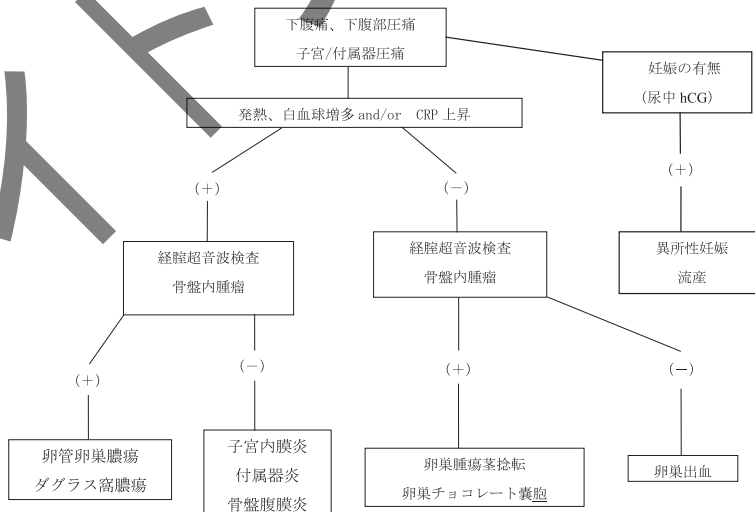 下腹痛、下腹部圧痛
子宮/付属器圧痛
妊娠の有無
（尿中 hCG）
発熱、白血球増多 and/or CRP 上昇
（＋）
（＋）
（－）
経腟超音波検査
骨盤内腫瘤
経腟超音波検査
骨盤内腫瘤
異所性妊娠
流産
（＋）
（－）
（＋）
（－）
卵管卵巣膿瘍
ダグラス窩膿瘍
子宮内膜炎
付属器炎
骨盤腹膜炎
卵巣腫瘍茎捻転
卵巣チョコレート嚢胞
卵巣出血